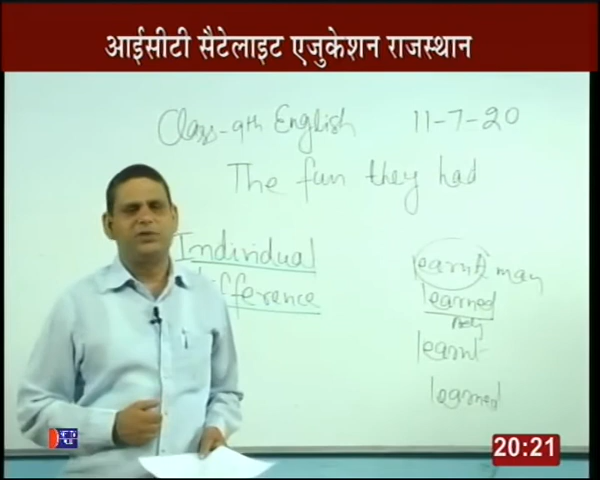 आईसीटी सैटेलाइट एजुकेशन राजस्थान
Class-9th English 11-7-20
The fun they had
Individual
difference
learnt man
learned
learnt
learned
20:21